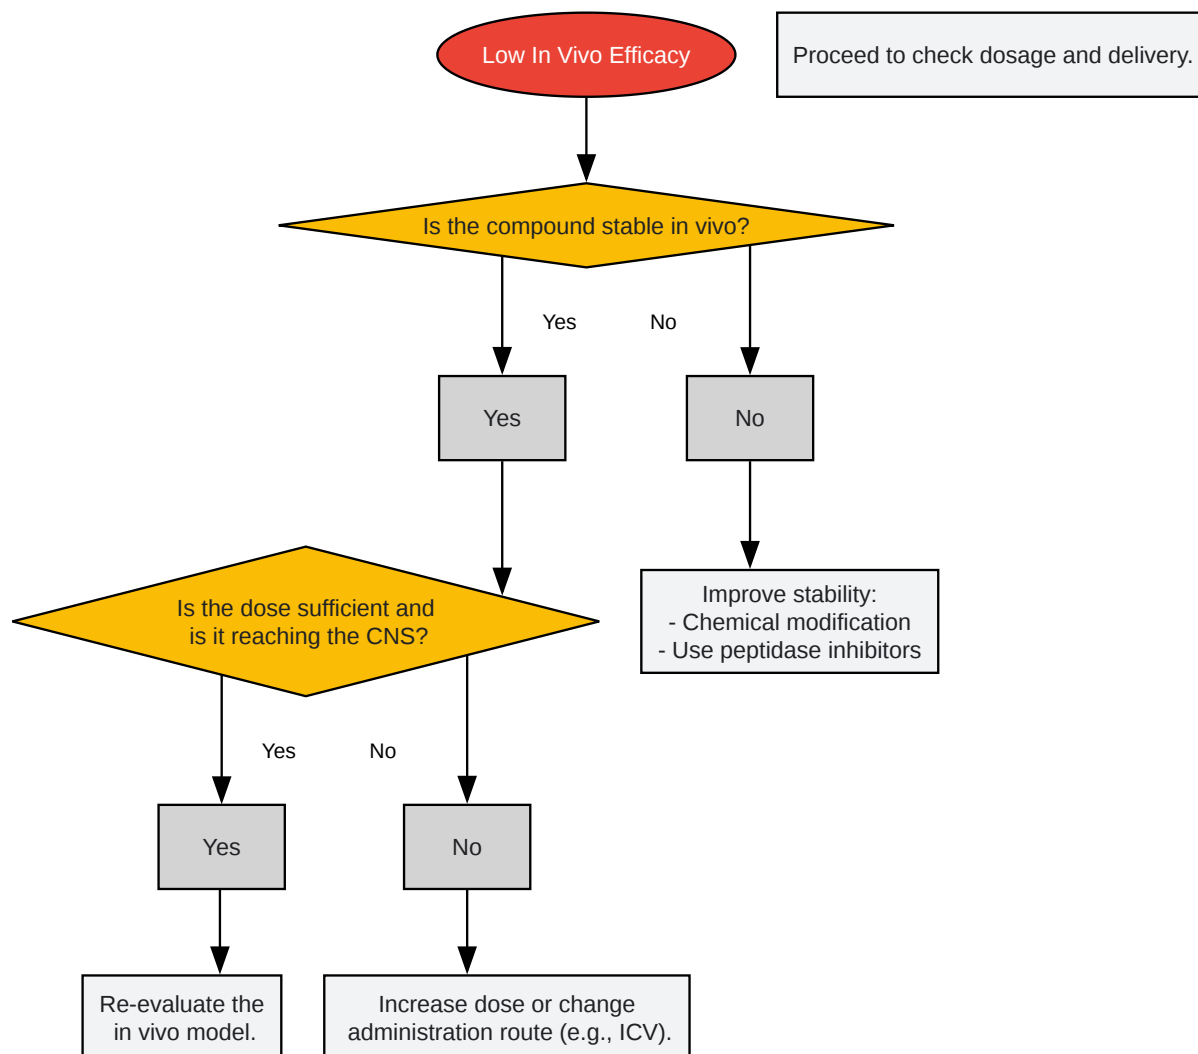 Low In Vivo Efficacy
Proceed to check dosage and delivery.
Is the compound stable in vivo?
Yes
No
Yes
No
Is the dose sufficient and
is it reaching the CNS?
Improve stability:
- Chemical modification
- Use peptidase inhibitors
Yes
No
Yes
No
Re-evaluate the
in vivo model.
Increase dose or change
administration route (e.g., ICV).